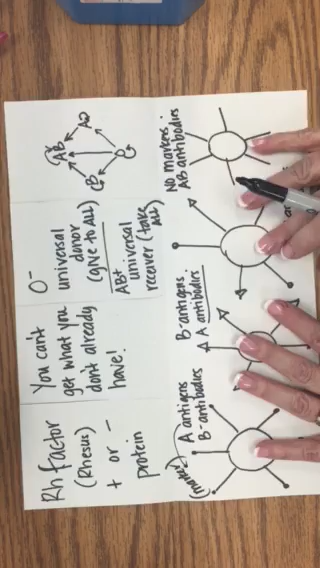 Rh Factor
(Rhesus)
+ or -
protein
You can't
get what you
don't already
have!
O-
universal
donor
(give to ALL)
AB+
universal
receiver (take
ALL)
AB
A
B
O
A antigens
B-antibodies
B-antigens
A antibodies
No markers.
AB antibodies